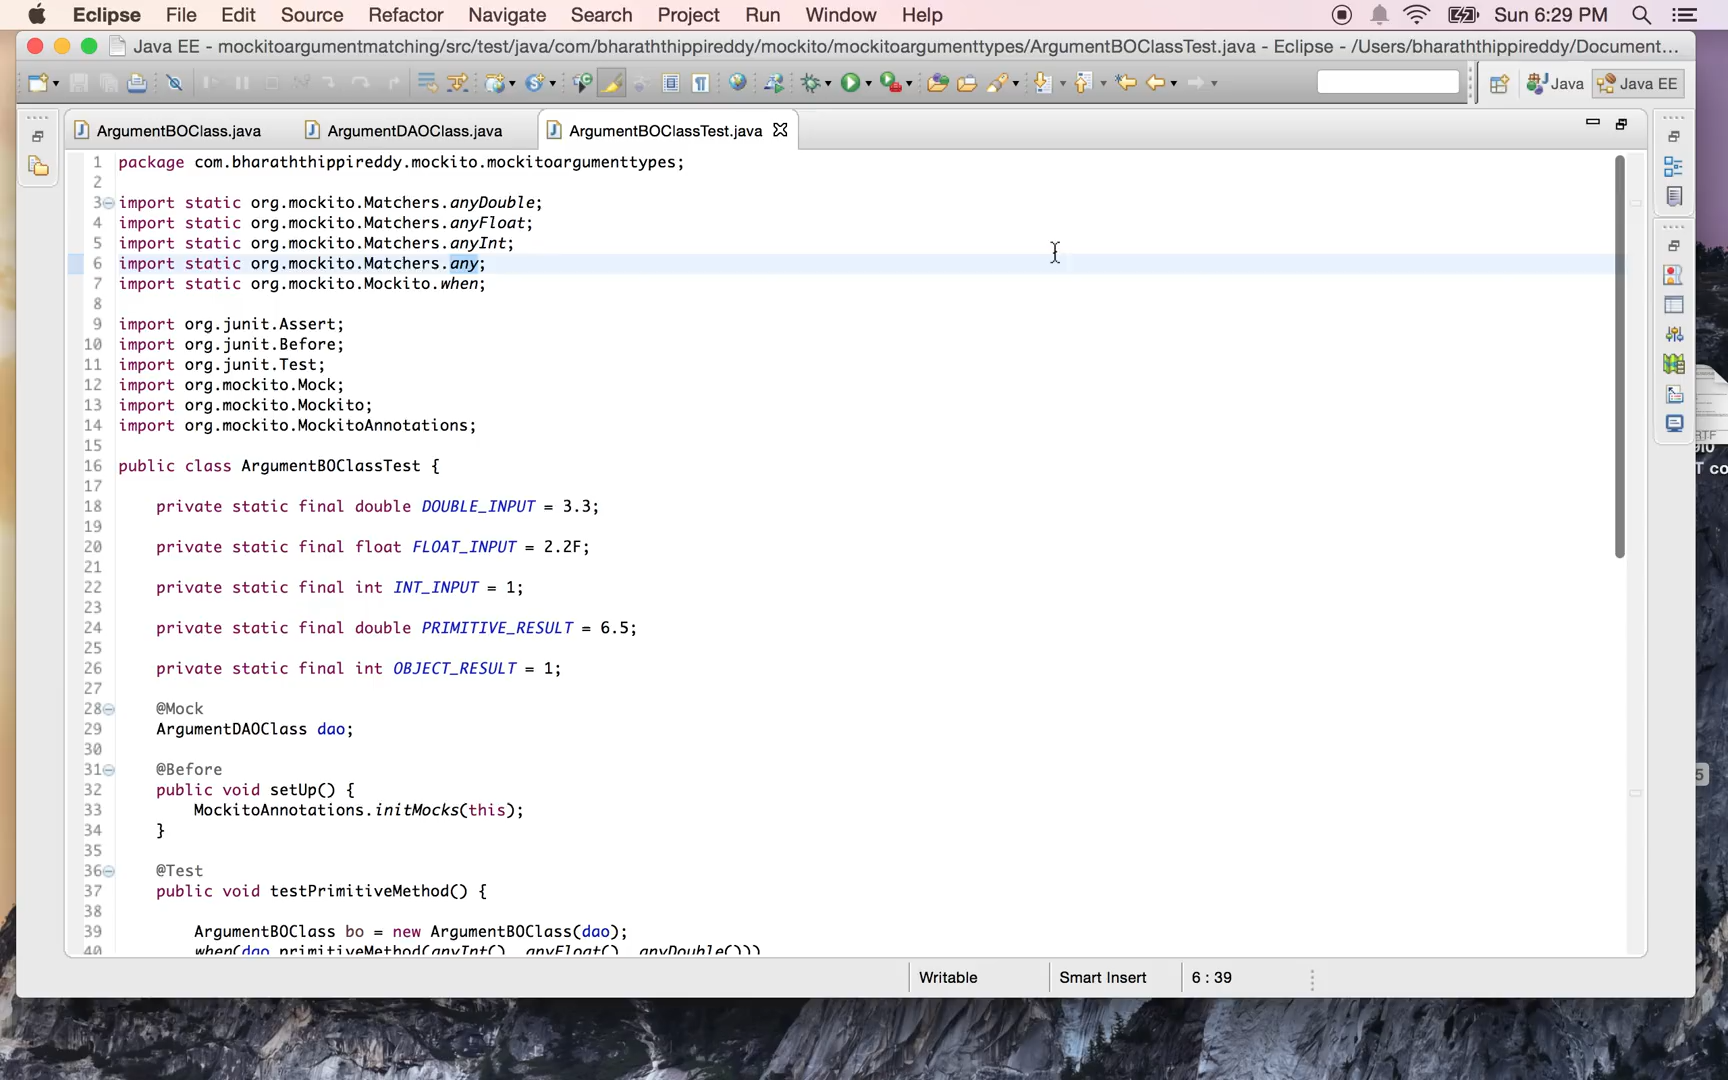 Eclipse File Edit Source Refactor Navigate Search Project Run Window Help Sun 6:29 PM
Java EE - mockitoargumentmatching/src/test/java/com/bharaththippireddy/mockito/mockitoargumenttypes/ArgumentBOClassTest.java - Eclipse - /Users/bharaththippireddy/Document...
Java Java EE
ArgumentBOClass.java ArgumentDAOClass.java ArgumentBOClassTest.java
1 package com.bharaththippireddy.mockito.mockitoargumenttypes;
2
3 import static org.mockito.Matchers.anyDouble;
4 import static org.mockito.Matchers.anyFloat;
5 import static org.mockito.Matchers.anyInt;
6 import static org.mockito.Matchers.any;
7 import static org.mockito.Mockito.when;
8
9 import org.junit.Assert;
10 import org.junit.Before;
11 import org.junit.Test;
12 import org.mockito.Mock;
13 import org.mockito.Mockito;
14 import org.mockito.MockitoAnnotations;
15
16 public class ArgumentBOClassTest {
17
18 private static final double DOUBLE_INPUT = 3.3;
19
20 private static final float FLOAT_INPUT = 2.2F;
21
22 private static final int INT_INPUT = 1;
23
24 private static final double PRIMITIVE_RESULT = 6.5;
25
26 private static final int OBJECT_RESULT = 1;
27
28 @Mock
29 ArgumentDAOClass dao;
30
31 @Before
32 public void setUp() {
33 MockitoAnnotations.initMocks(this);
34 }
35
36 @Test
37 public void testPrimitiveMethod() {
38
39 ArgumentBOClass bo = new ArgumentBOClass(dao);
40 when(dao.primitiveMethod(anyInt(), anyFloat(), anyDouble()))
Writable Smart Insert 6 : 39